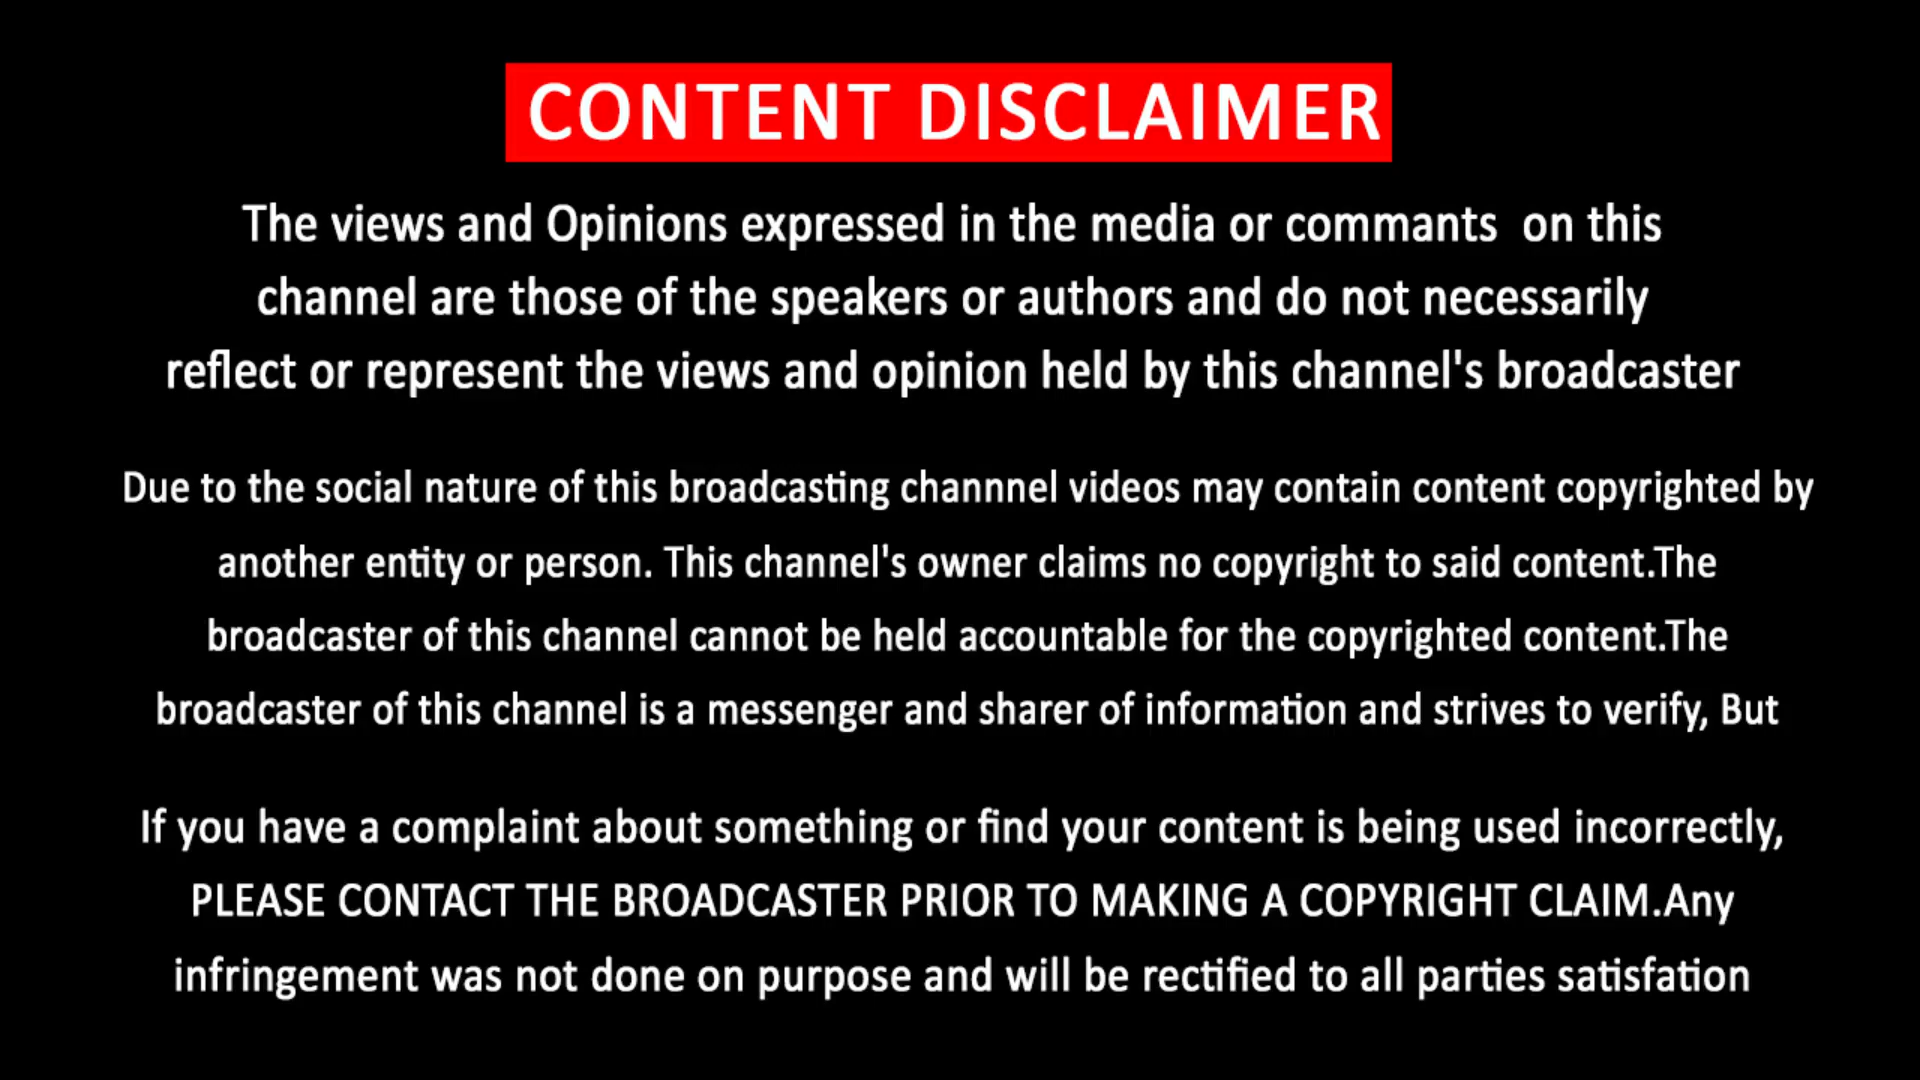 CONTENT DISCLAIMER
The views and Opinions expressed in the media or commants on this
channel are those of the speakers or authors and do not necessarily
reflect or represent the views and opinion held by this channel's broadcaster
Due to the social nature of this broadcasting channnel videos may contain content copyrighted by
another entity or person. This channel's owner claims no copyright to said content.The
broadcaster of this channel cannot be held accountable for the copyrighted content.The
broadcaster of this channel is a messenger and sharer of information and strives to verify, But
If you have a complaint about something or find your content is being used incorrectly,
PLEASE CONTACT THE BROADCASTER PRIOR TO MAKING A COPYRIGHT CLAIM.Any
infringement was not done on purpose and will be rectified to all parties satisfation